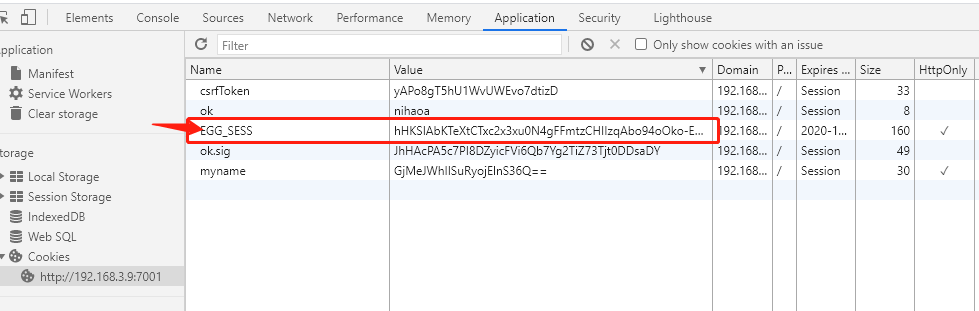 Elements Console Sources Network Performance Memory Application Security Lighthouse
Application
Manifest
Service Workers
Clear storage
Storage
Local Storage
Session Storage
IndexedDB
Web SQL
Cookies
http://192.168.3.9:7001
Filter Only show cookies with an issue
Name Value Domain P... Expires ... Size HttpOnly
csrfToken yAPo8gT5hU1WvUWEvo7dtizD 192.168... / Session 33
ok nihaoa 192.168... / Session 8
EGG_SESS hHKSIAbKTeXtCTxc2x3xu0N4gFFmtzCHIIzqAbo94oOko-E... 192.168... / 2020-1... 160 ✓
ok.sig JhHAcPA5c7PI8DZyicFVi6Qb7Yg2TiZ73Tjt0DDsaDY 192.168... / Session 49
myname GjMeJWhIISuRyojEInS36Q== 192.168... / Session 30 ✓